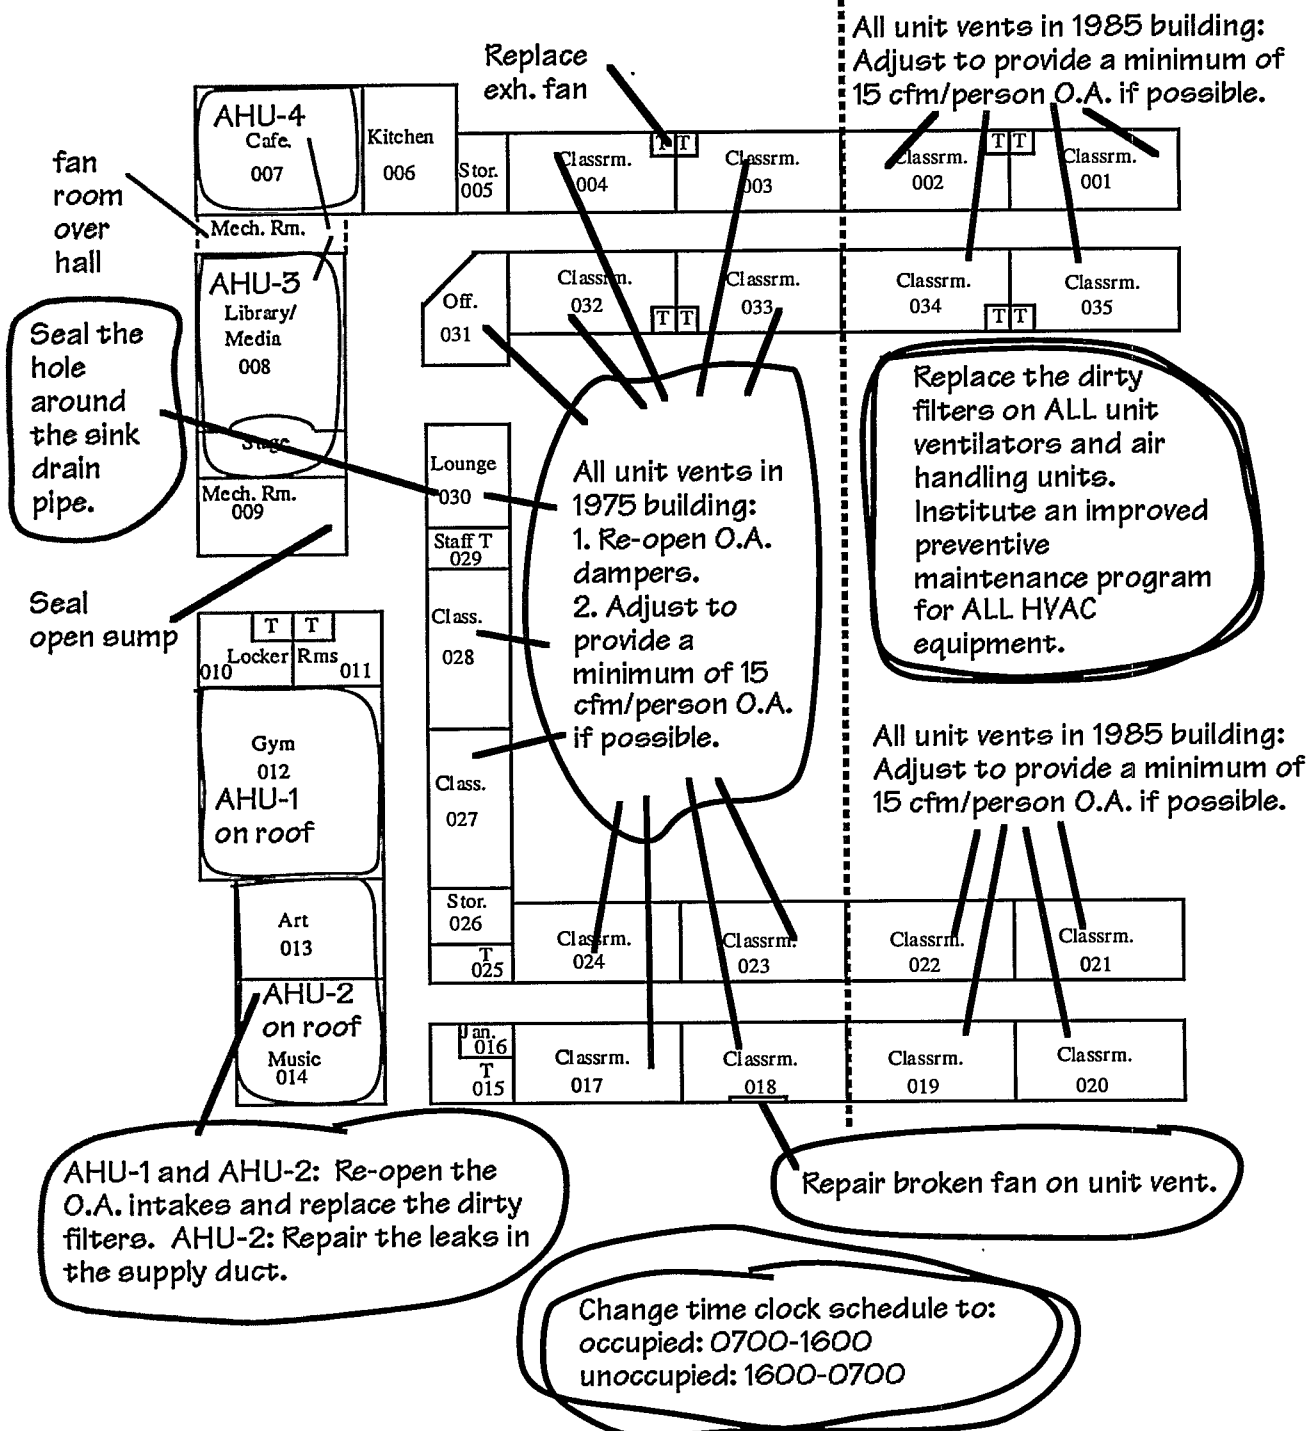 All unit vents in 1985 building:
Adjust to provide a minimum of
15 cfm/person O.A. if possible.
Replace
exh. fan
AHU-4
Cafe.
007
Kitchen
006
Stor.
005
Classrm.
004
T T
Classrm.
003
Classrm.
002
T T
Classrm.
001
fan
room
over
hall
Mech. Rm.
AHU-3
Library/
Media
008
Stage
Mech. Rm.
009
Off.
031
Classrm.
032
T T
Classrm.
033
Classrm.
034
T T
Classrm.
035
Seal the
hole
around
the sink
drain
pipe.
Seal
open sump
Lounge
030
Staff T
029
Class.
028
Class.
027
Stor.
026
T
025
All unit vents in
1975 building:
1. Re-open O.A.
dampers.
2. Adjust to
provide a
minimum of 15
cfm/person O.A.
if possible.
Replace the dirty
filters on ALL unit
ventilators and air
handling units.
Institute an improved
preventive
maintenance program
for ALL HVAC
equipment.
T T
Locker Rms
010 011
Gym
012
AHU-1
on roof
Art
013
AHU-2
on roof
Music
014
All unit vents in 1985 building:
Adjust to provide a minimum of
15 cfm/person O.A. if possible.
Classrm.
024
Classrm.
023
Classrm.
022
Classrm.
021
Jan.
016
T
015
Classrm.
017
Classrm.
018
Classrm.
019
Classrm.
020
AHU-1 and AHU-2: Re-open the
O.A. intakes and replace the dirty
filters. AHU-2: Repair the leaks in
the supply duct.
Repair broken fan on unit vent.
Change time clock schedule to:
occupied: 0700-1600
unoccupied: 1600-0700